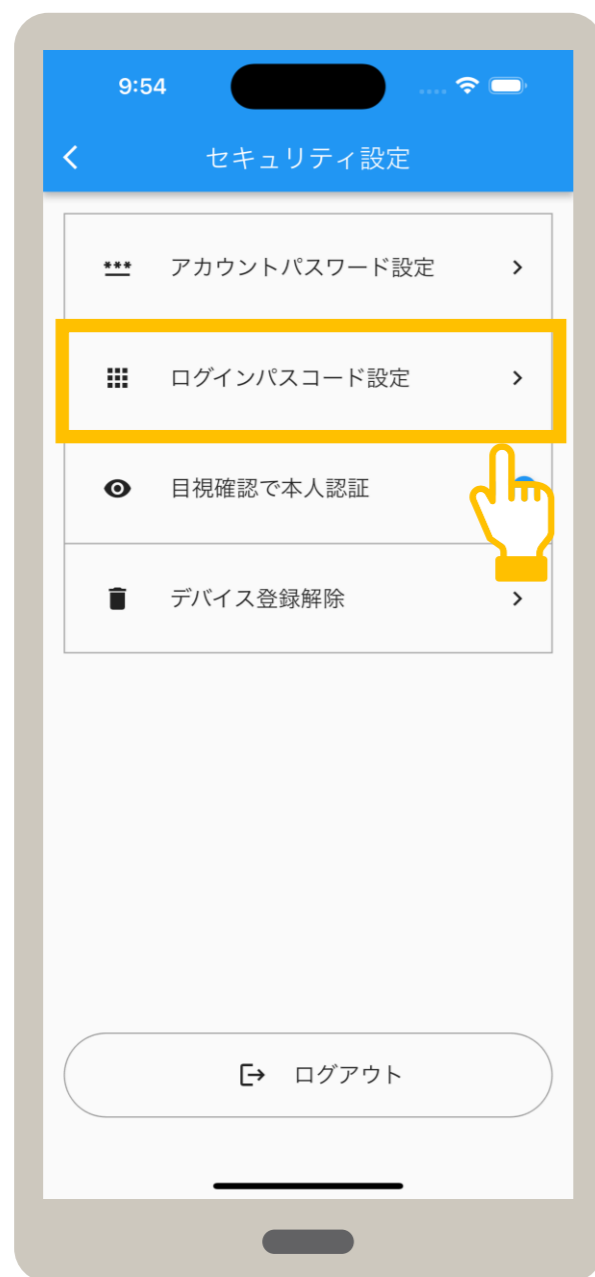 9:54
セキュリティ設定
アカウントパスワード設定
ログインパスコード設定
目視確認で本人認証
デバイス登録解除
ログアウト